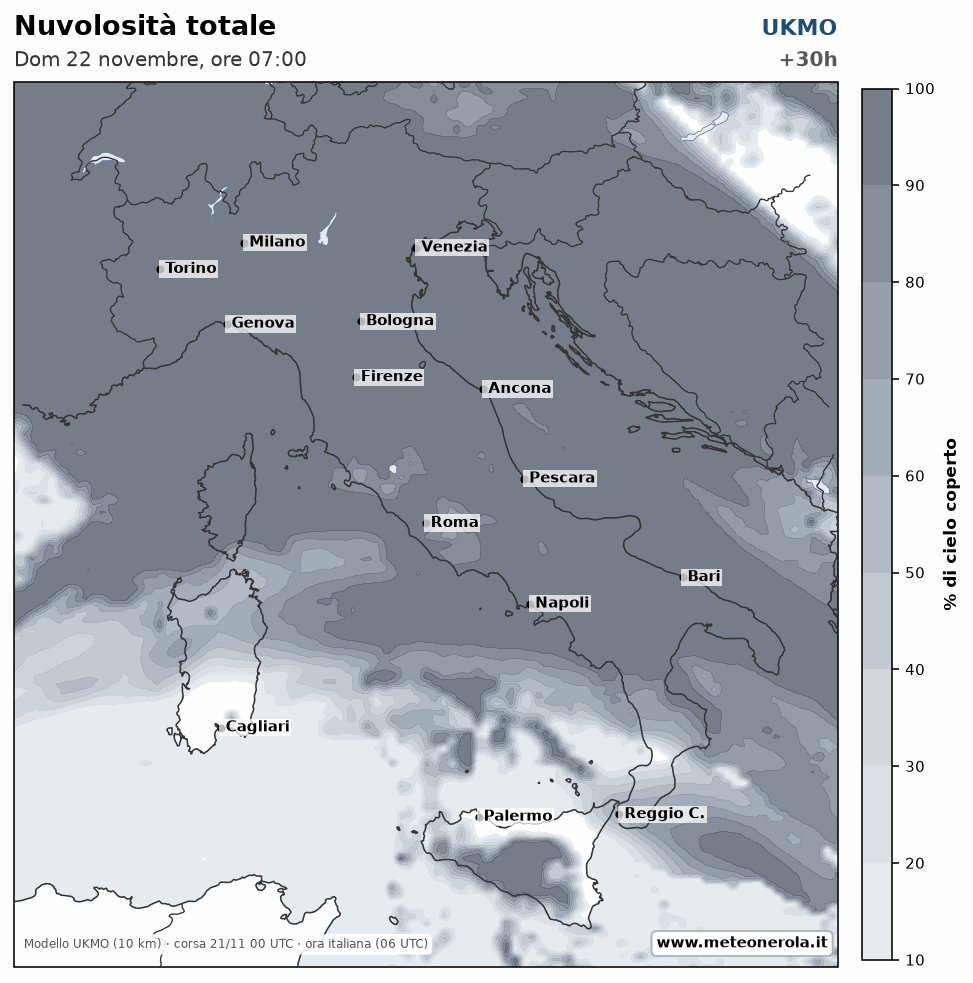 Nuvolosità totale
UKMO
Dom 22 novembre, ore 07:00
+30h
100
90
80
70
60
50
40
30
20
10
% di cielo coperto
Milano
Venezia
Torino
Genova
Bologna
Firenze
Ancona
Pescara
Roma
Bari
Napoli
Cagliari
Palermo
Reggio C.
Modello UKMO (10 km) · corsa 21/11 00 UTC · ora italiana (06 UTC)
www.meteonerola.it